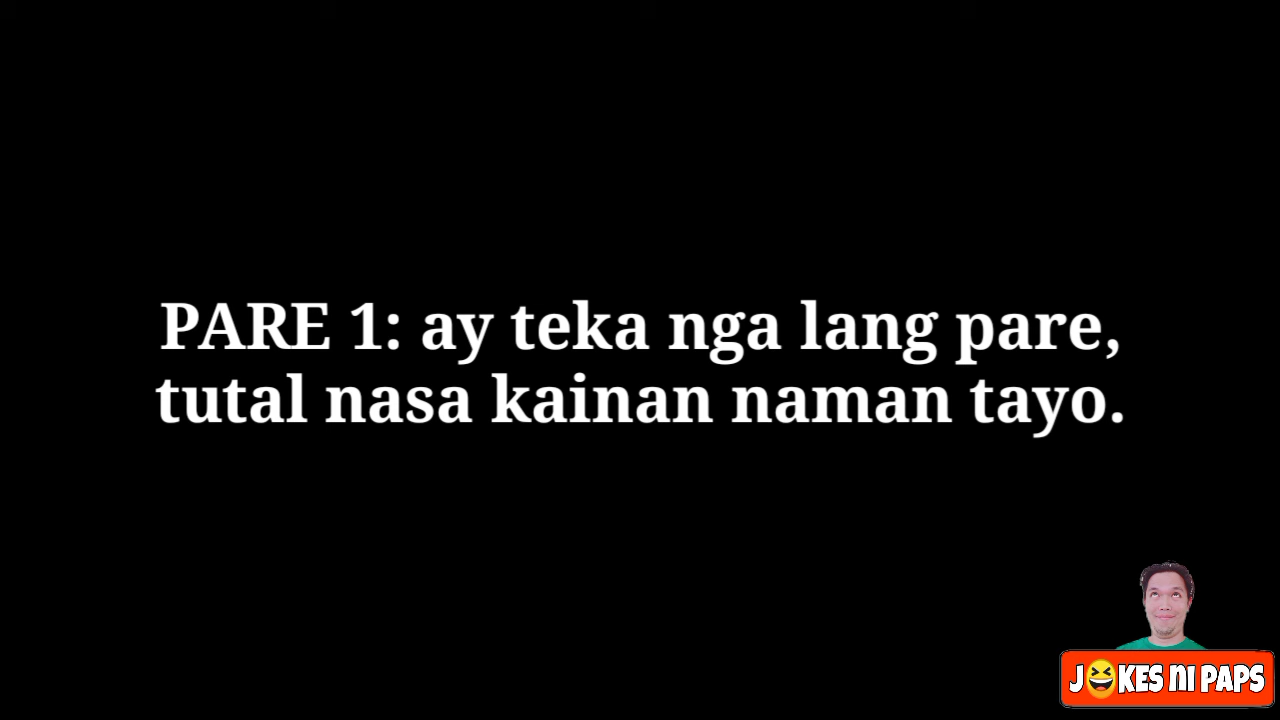 PARE 1: ay teka nga lang pare,
tutal nasa kainan naman tayo.
J😆KES NI PAPS